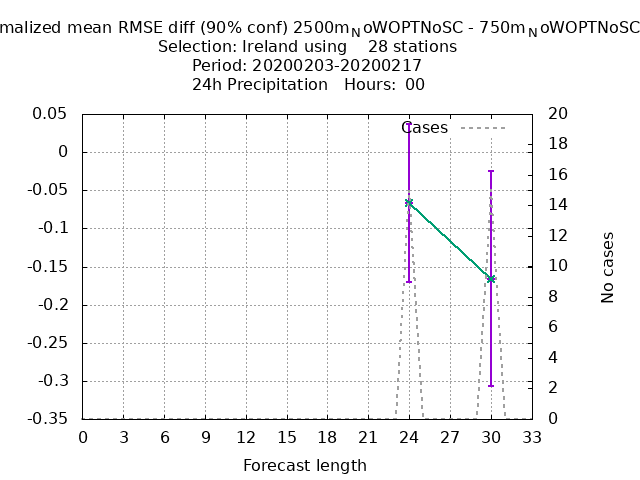 malized mean RMSE diff (90% conf) 2500mNoWOPTNoSC - 750mNoWOPTNoSC
Selection: Ireland using 28 stations
Period: 20200203-20200217
24h Precipitation Hours: 00
Cases
0.05
0
-0.05
-0.1
-0.15
-0.2
-0.25
-0.3
-0.35
20
18
16
14
12
10
8
6
4
2
0
No cases
0 3 6 9 12 15 18 21 24 27 30 33
Forecast length